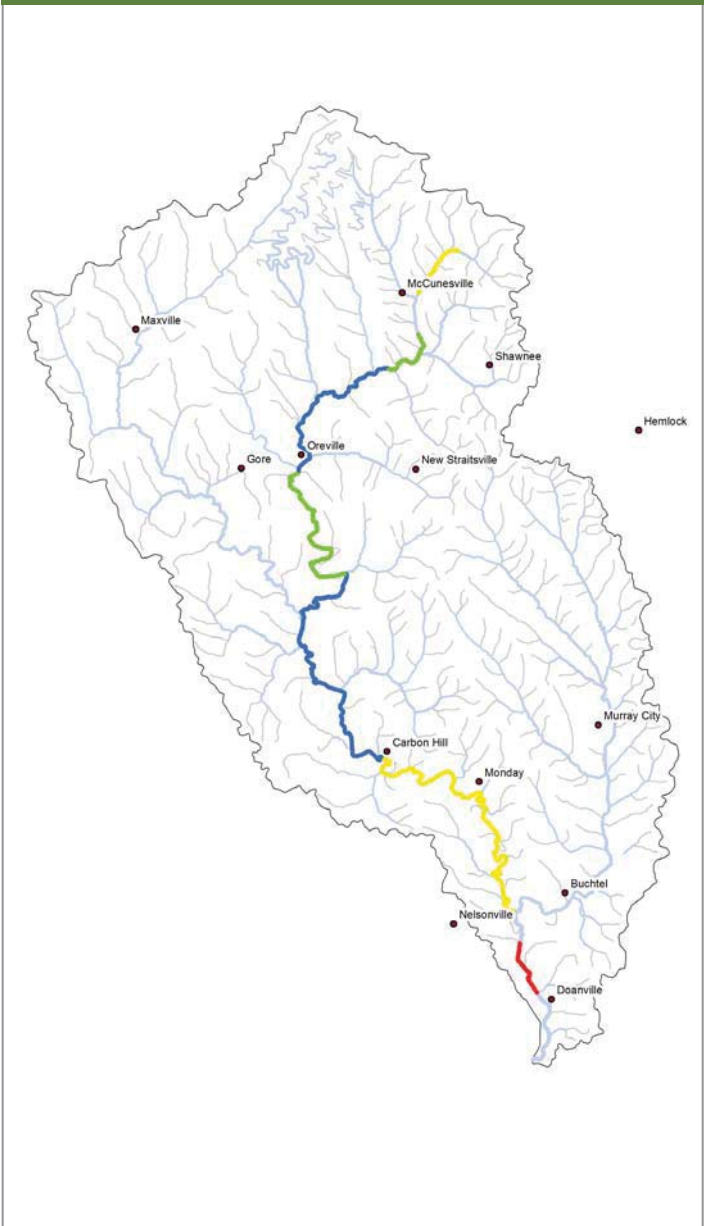 McCunesville
Maxville
Shawnee
Hemlock
Oreville
Gore
New Straitsville
Murray City
Carbon Hill
Monday
Buchtel
Nelsonville
Doanville